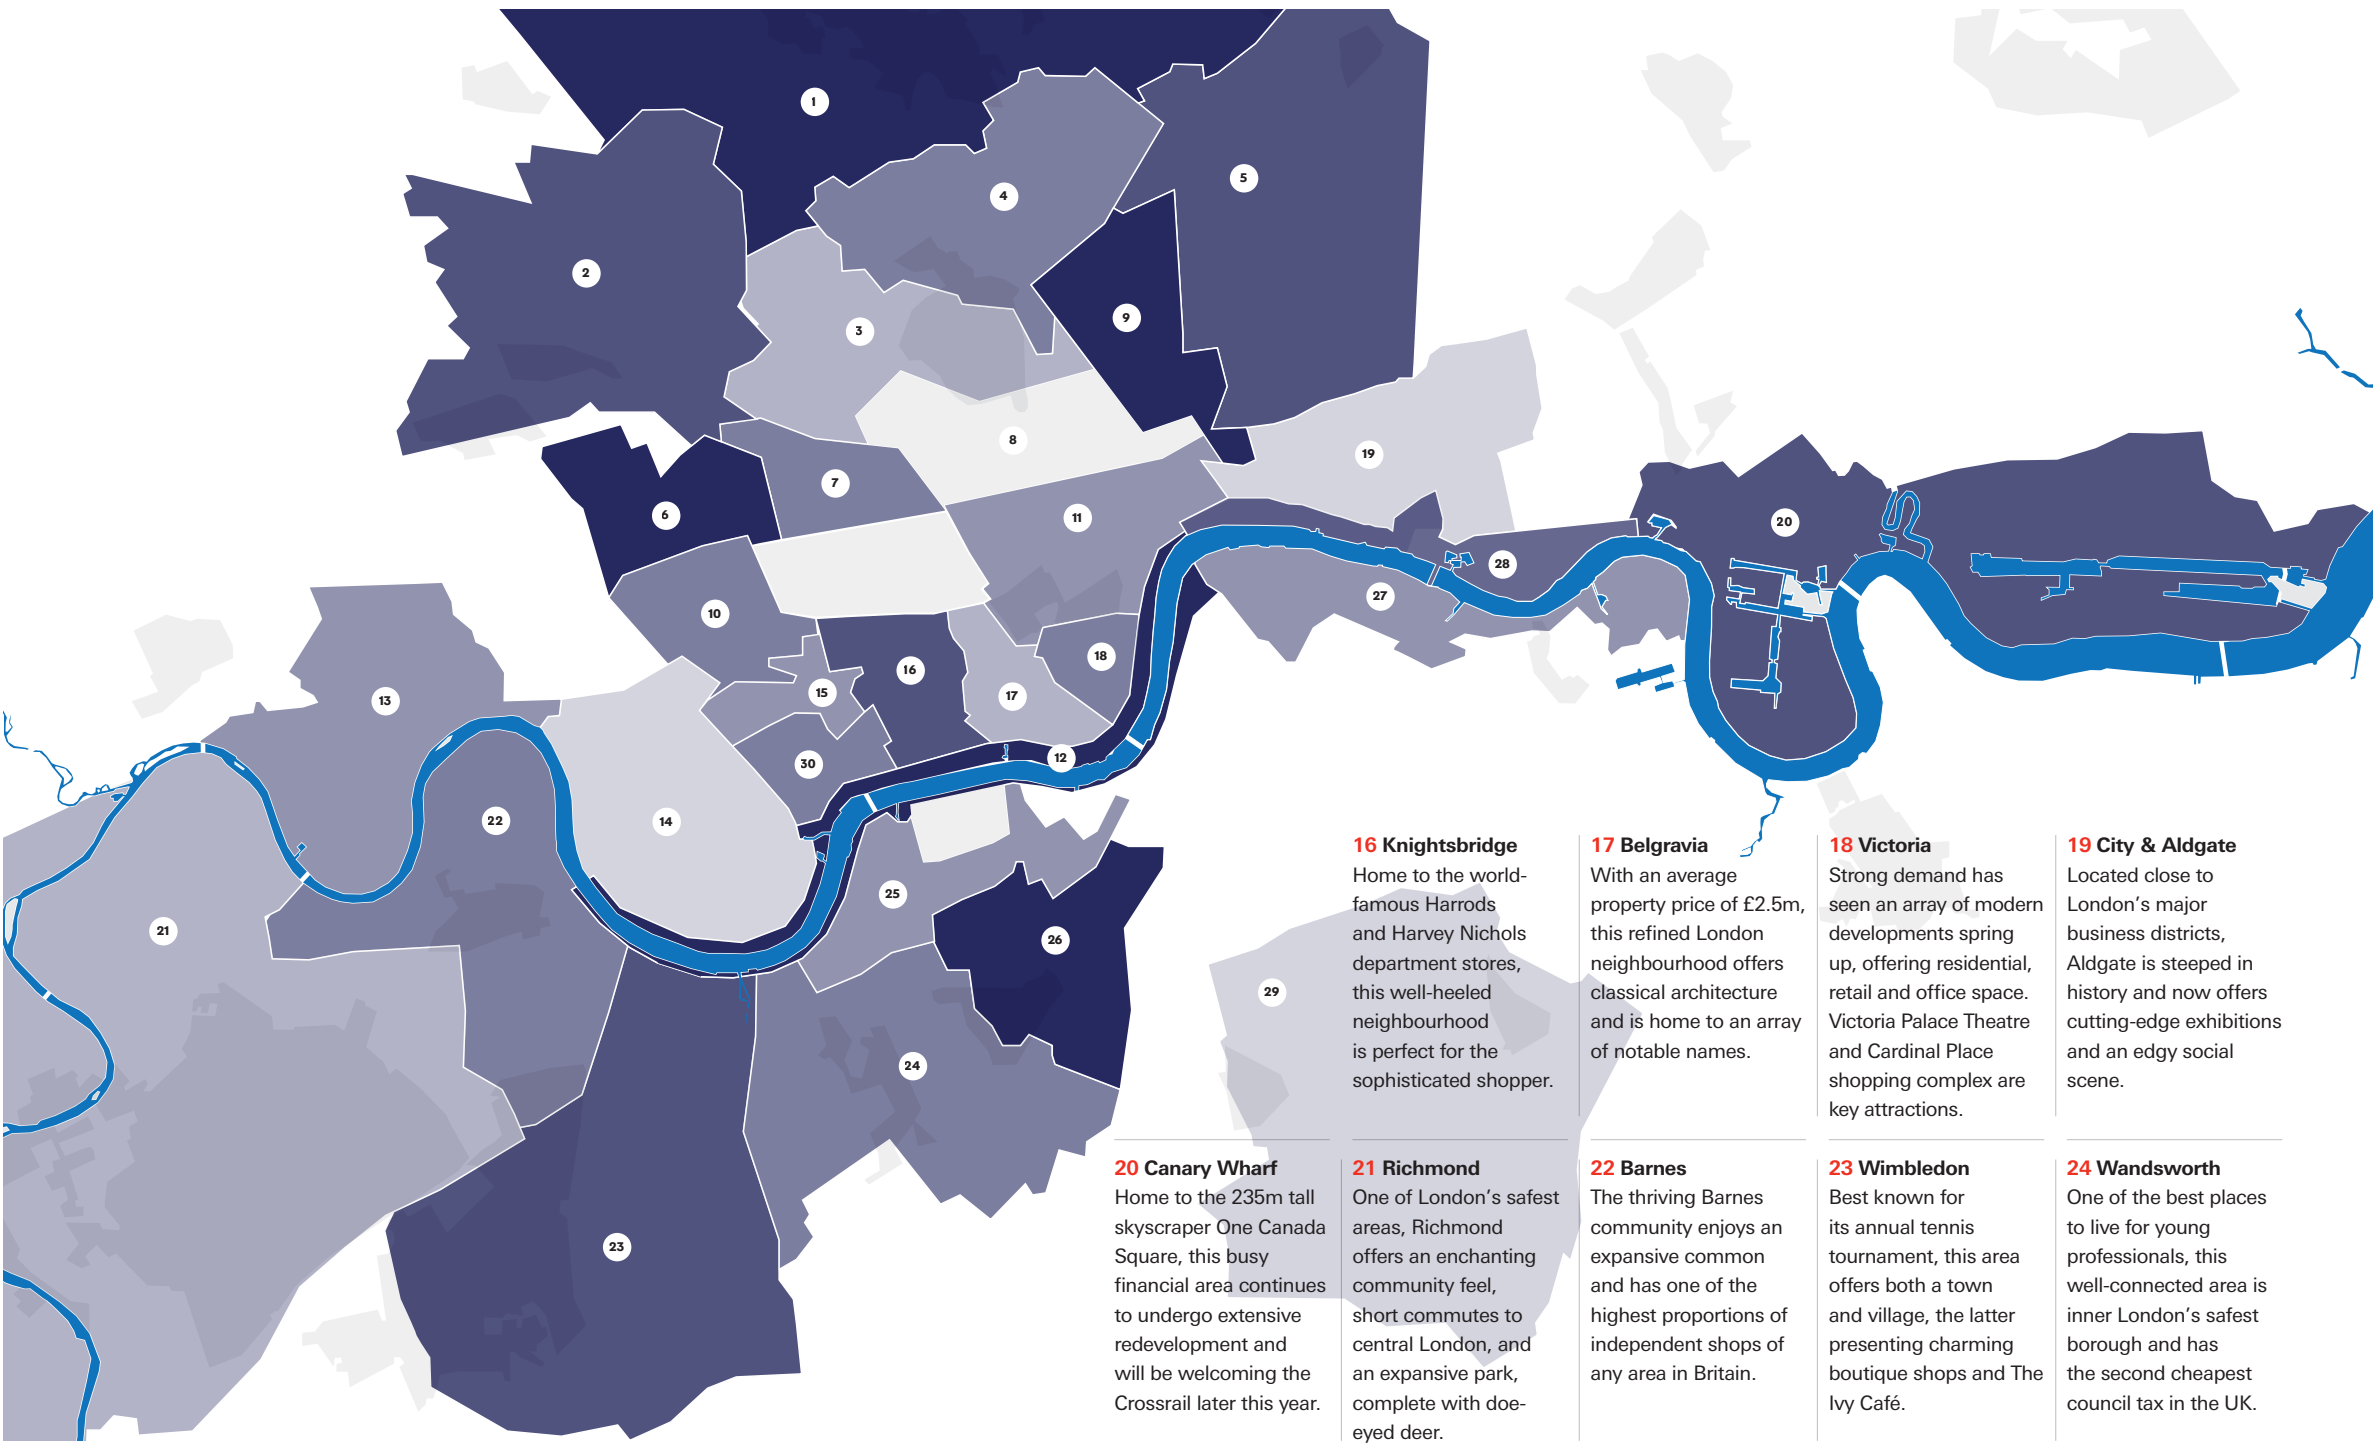 1
5
4
2
9
3
19
8
7
6
11
20
28
27
10
18
16
15
17
13
12
30
22
14
25
21
26
29
24
23
16 Knightsbridge
Home to the world-
famous Harrods
and Harvey Nichols
department stores,
this well-heeled
neighbourhood
is perfect for the
sophisticated shopper.
17 Belgravia
With an average
property price of £2.5m,
this refined London
neighbourhood offers
classical architecture
and is home to an array
of notable names.
18 Victoria
Strong demand has
seen an array of modern
developments spring
up, offering residential,
retail and office space.
Victoria Palace Theatre
and Cardinal Place
shopping complex are
key attractions.
19 City & Aldgate
Located close to
London's major
business districts,
Aldgate is steeped in
history and now offers
cutting-edge exhibitions
and an edgy social
scene.
20 Canary Wharf
Home to the 235m tall
skyscraper One Canada
Square, this busy
financial area continues
to undergo extensive
redevelopment and
will be welcoming the
Crossrail later this year.
21 Richmond
One of London's safest
areas, Richmond
offers an enchanting
community feel,
short commutes to
central London, and
an expansive park,
complete with doe-
eyed deer.
22 Barnes
The thriving Barnes
community enjoys an
expansive common
and has one of the
highest proportions of
independent shops of
any area in Britain.
23 Wimbledon
Best known for
its annual tennis
tournament, this area
offers both a town
and village, the latter
presenting charming
boutique shops and The
Ivy Café.
24 Wandsworth
One of the best places
to live for young
professionals, this
well-connected area is
inner London's safest
borough and has
the second cheapest
council tax in the UK.